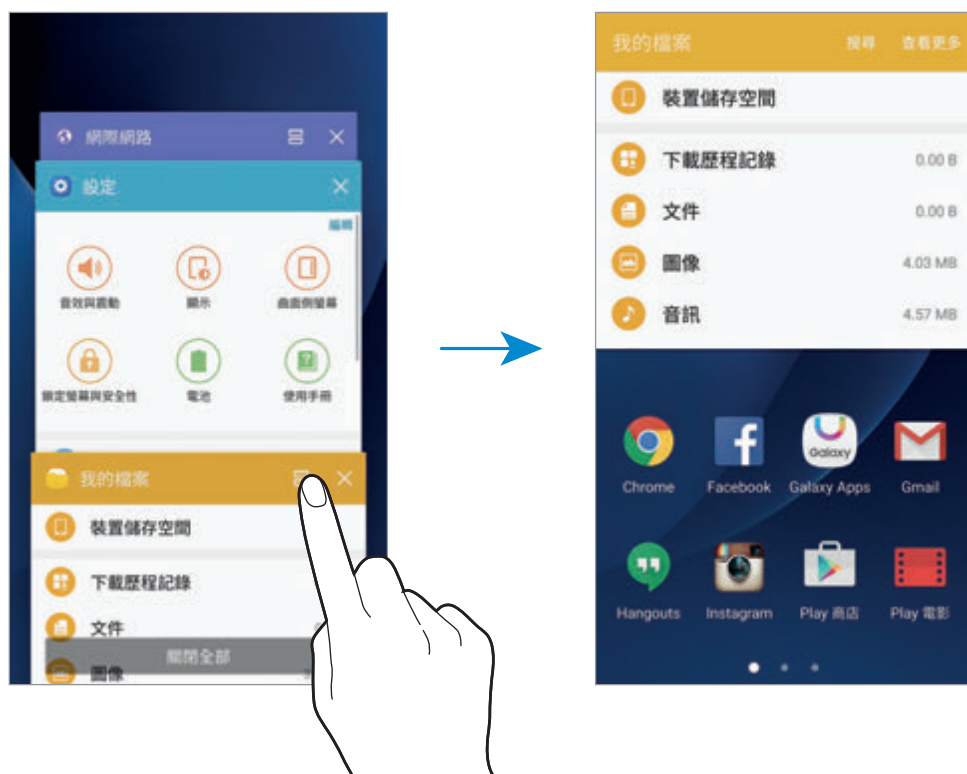 網際網路
設定
編輯
音效與震動
顯示
曲面側螢幕
鎖定螢幕與安全性
電池
使用手冊
我的檔案
裝置儲存空間
下載歷程記錄
文件
關閉全部
圖像
我的檔案
搜尋
查看更多
裝置儲存空間
下載歷程記錄
0.00 B
文件
0.00 B
圖像
4.03 MB
音訊
4.57 MB
Galaxy
Chrome
Facebook
Galaxy Apps
Gmail
Hangouts
Instagram
Play 商店
Play 電影